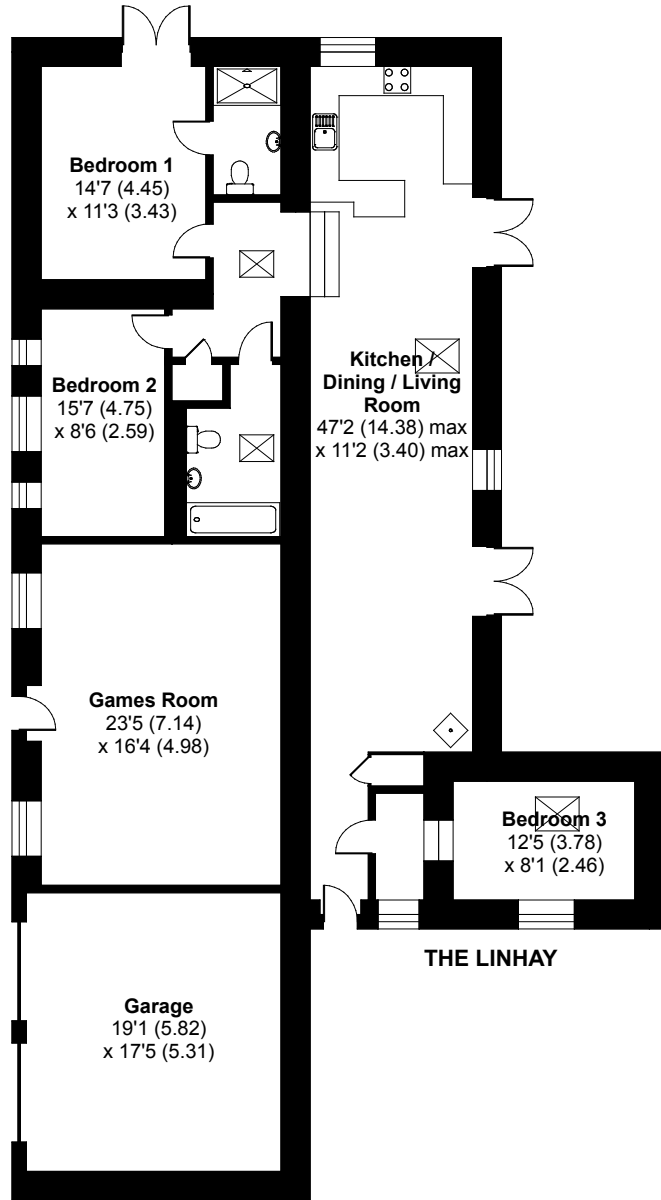 Bedroom 1
14'7 (4.45)
x 11'3 (3.43)
Bedroom 2
15'7 (4.75)
x 8'6 (2.59)
Kitchen /
Dining / Living
Room
47'2 (14.38) max
x 11'2 (3.40) max
Games Room
23'5 (7.14)
x 16'4 (4.98)
Bedroom 3
12'5 (3.78)
x 8'1 (2.46)
THE LINHAY
Garage
19'1 (5.82)
x 17'5 (5.31)